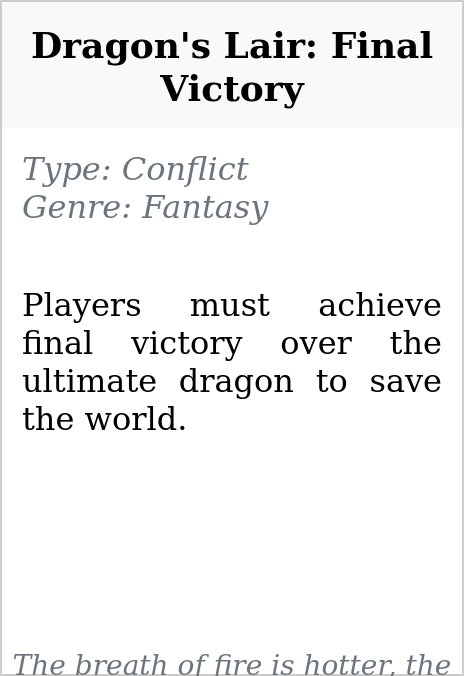 Dragon's Lair: Final
Victory
Type: Conflict
Genre: Fantasy
Players must achieve
final victory over the
ultimate dragon to save
the world.
The breath of fire is hotter, the